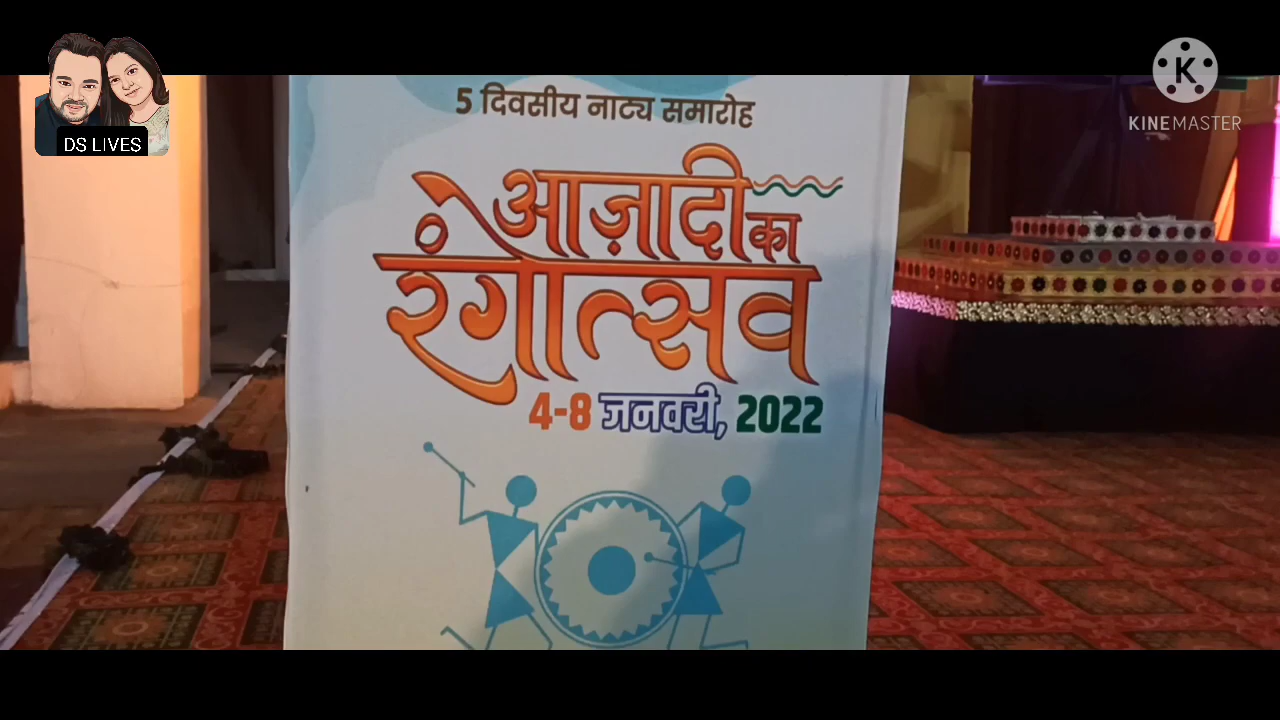 5 दिवसीय नाट्य समारोह
आज़ादी का
रंगोत्सव
4-8 जनवरी, 2022
DS LIVES
K
KINEMASTER